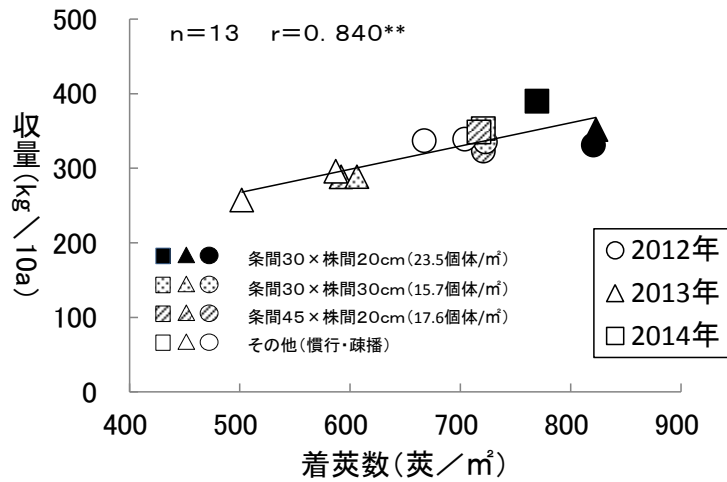 n＝13 r＝0．840**
500
400
300
200
100
0
収量(kg／10a)
条間30×株間20cm(23.5個体/㎡)
条間30×株間30cm(15.7個体/㎡)
条間45×株間20cm(17.6個体/㎡)
その他(慣行・疎播)
○2012年
△2013年
□2014年
400 500 600 700 800 900
着莢数(莢／㎡)